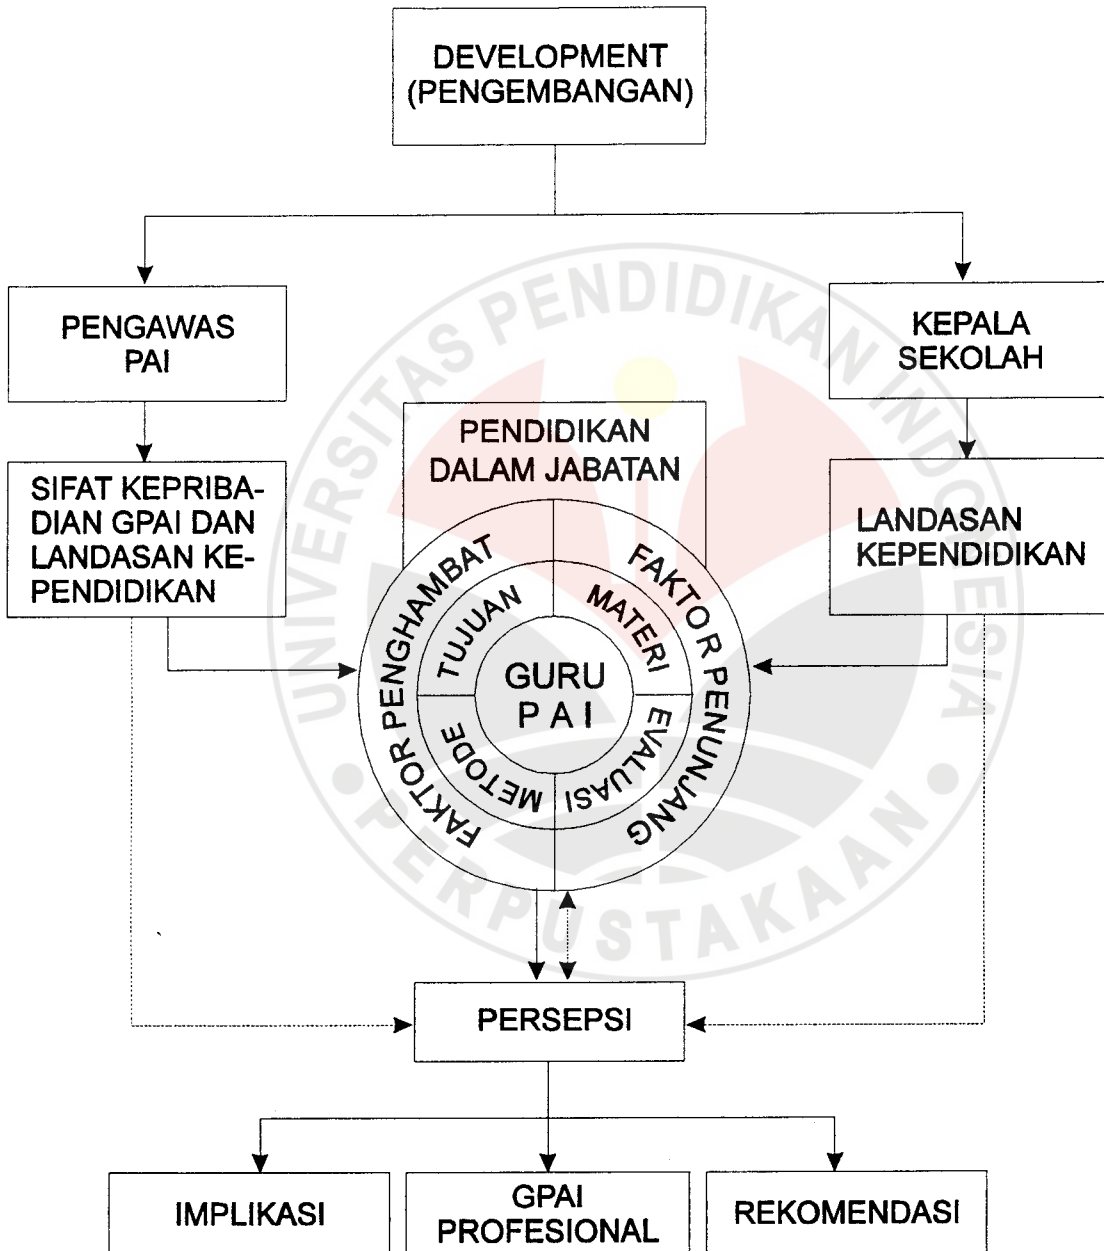 DEVELOPMENT
(PENGEMBANGAN)
PENGAWAS
PAI
KEPALA
SEKOLAH
PENDIDIKAN
DALAM JABATAN
SIFAT KEPRIBA-
DIAN GPAI DAN
LANDASAN KE-
PENDIDIKAN
LANDASAN
KEPENDIDIKAN
FAKTOR PENGHAMBAT
FAKTOR PENUNJANG
TUJUAN
MATERI
METODE
EVALUASI
GURU
P A I
PERSEPSI
IMPLIKASI
GPAI
PROFESIONAL
REKOMENDASI
UNIVERSITAS PENDIDIKAN INDONESIA
PERPUSTAKAAN